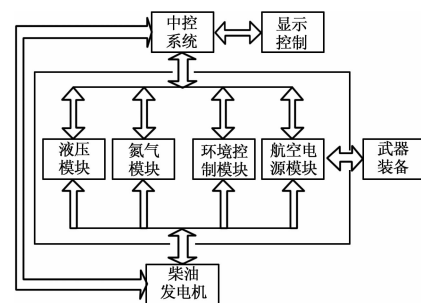 中控
系统
显示
控制
液压
模块
氮气
模块
环境控
制模块
航空电
源模块
武器
装备
柴油
发电机